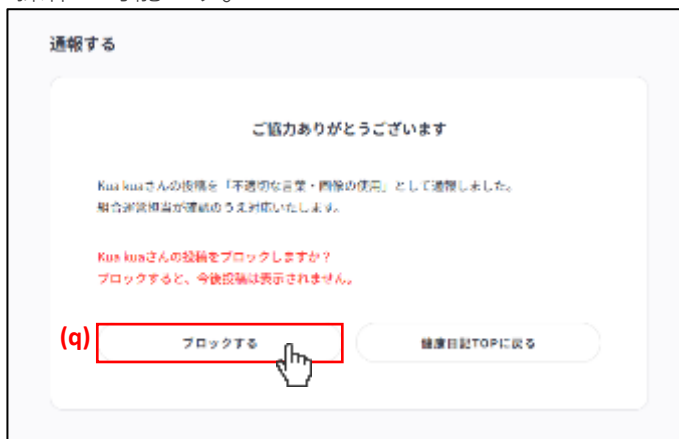 通報する
ご協力ありがとうございます
Kua kuaさんの投稿を「不適切な言葉・画像の使用」として通報しました。
組合運営担当が確認のうえ対応いたします。
Kua kuaさんの投稿をブロックしますか？
ブロックすると、今後投稿は表示されません。
(q)
ブロックする
健康日記TOPに戻る